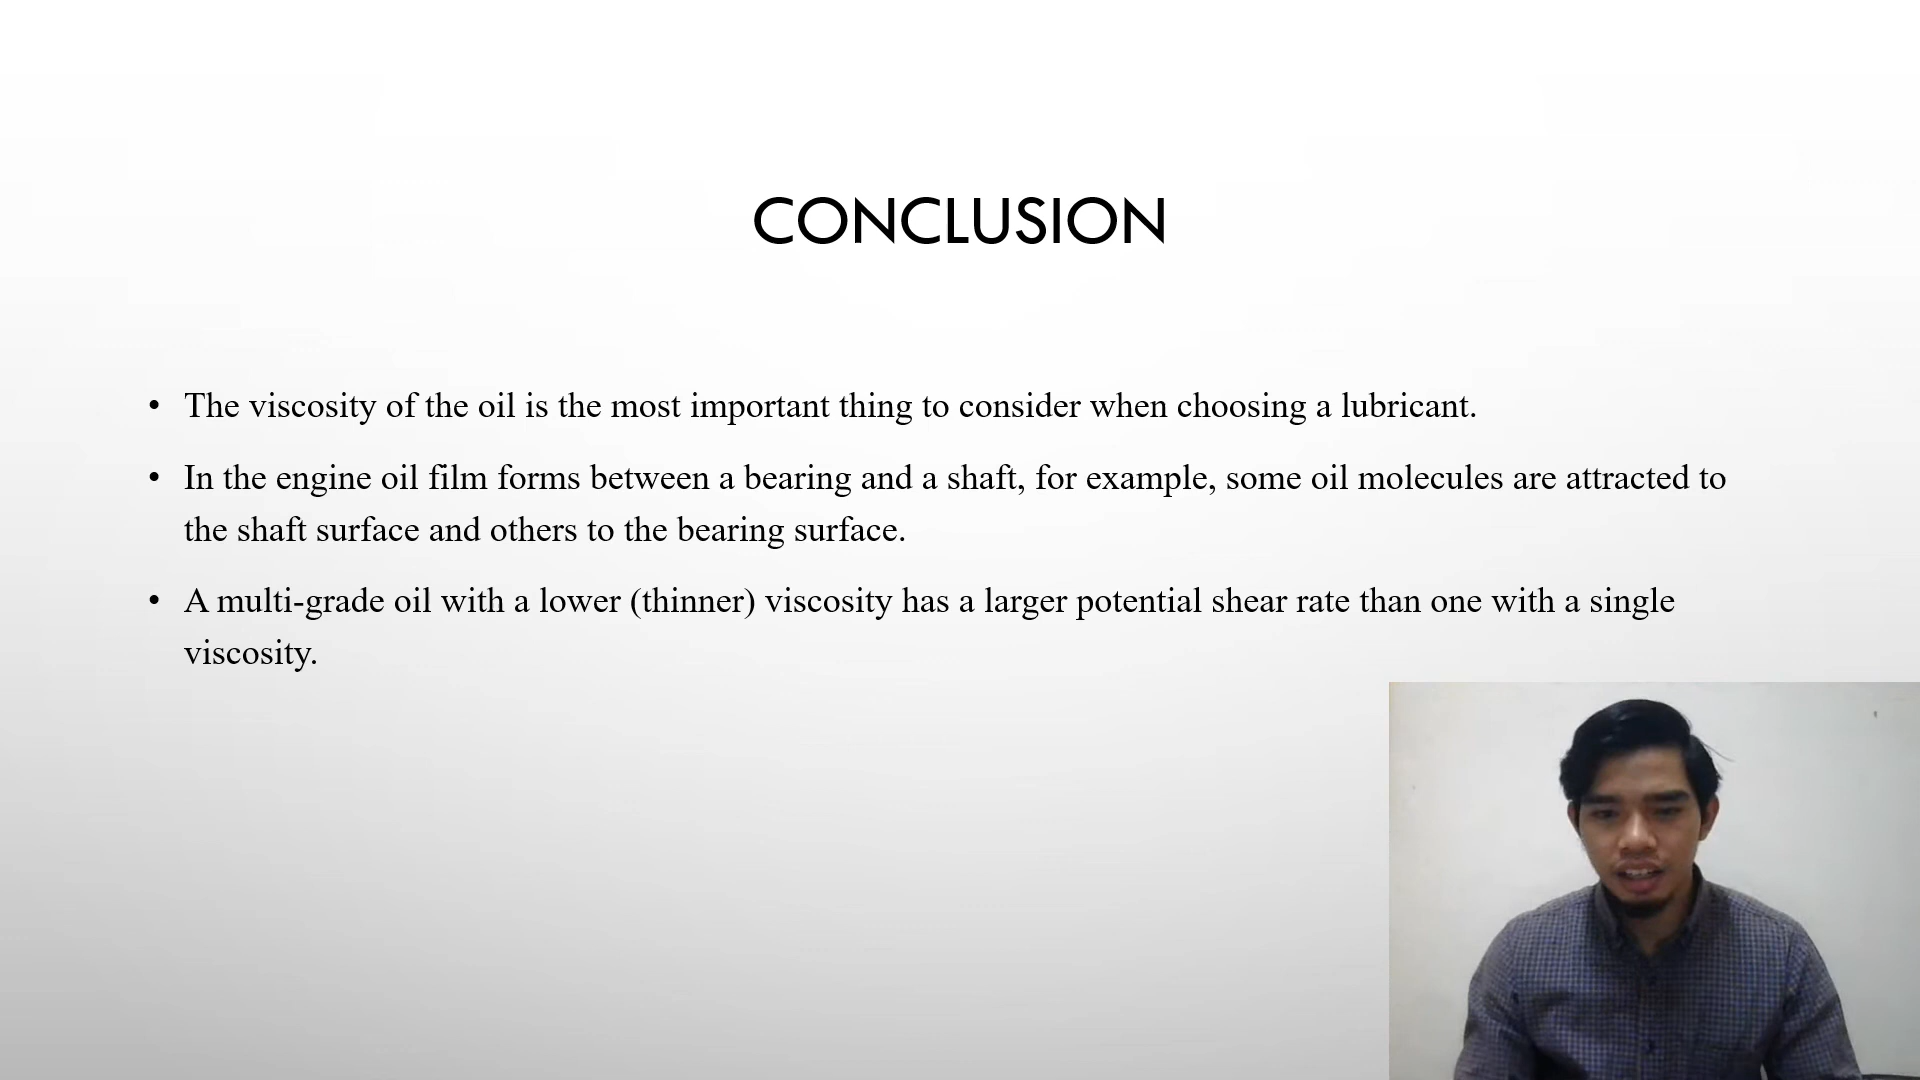 CONCLUSION
• The viscosity of the oil is the most important thing to consider when choosing a lubricant.
• In the engine oil film forms between a bearing and a shaft, for example, some oil molecules are attracted to
the shaft surface and others to the bearing surface.
• A multi-grade oil with a lower (thinner) viscosity has a larger potential shear rate than one with a single
viscosity.